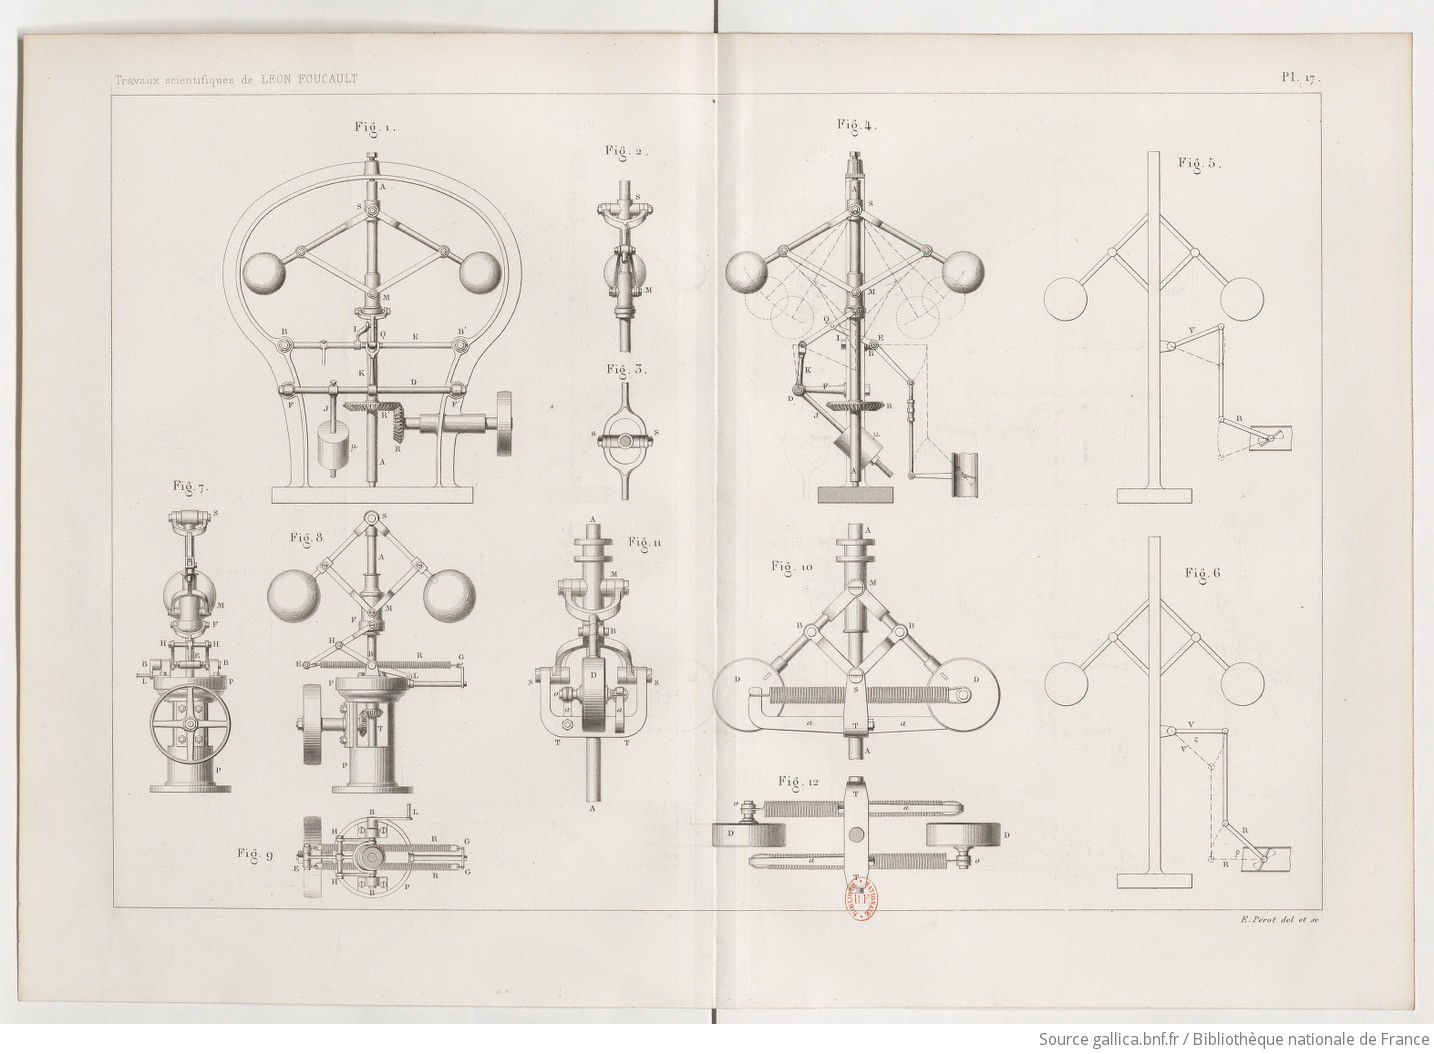 Travaux scientifiques de LEON FOUCAULT
Pl. 17.
Fig. 1.
A
S
M
I
Q
B
E
B'
K
D
F
F'
J
R'
R
µ
A
Fig. 2.
S
M
Fig. 3.
S
S
Fig. 4.
A
S
M
Q
I
E
B
K
F
D
J
R
µ
A
Fig. 5.
V
R
Fig. 7.
S
M
F
H
H
E
B
B
L
P
P
Fig. 8
S
A
M
F
H
B
R
G
E
L
P
T
P
Fig. 9
B
L
H
R
G
E
G
H
R
P
B
Fig. 11
A
M
B
D
S
S
o
a
a
T
T
A
Fig. 10
A
M
B
B
D
D
S
a
T
a
A
Fig. 12
T
o
a
D
D
a
o
T
BIBLIOTH. NATIONALE
RF
Fig. 6
V
V
R
R
E. Pérot del et sc
Source gallica.bnf.fr / Bibliothèque nationale de France